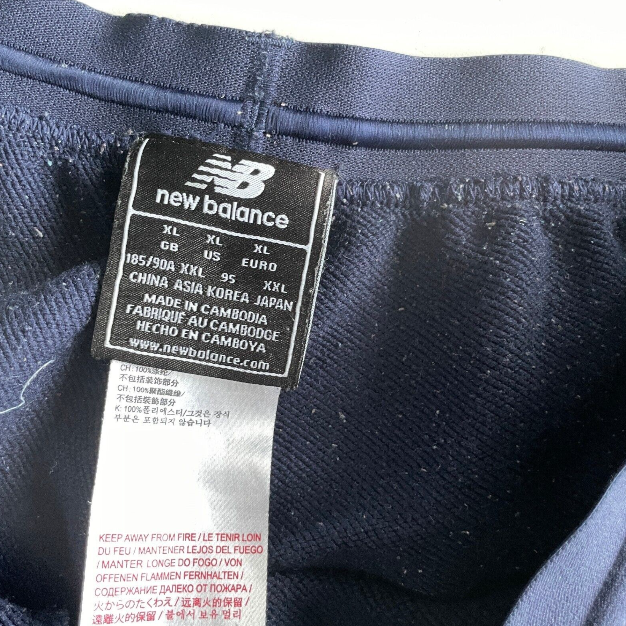 NB
new balance
XL XL XL
GB US EURO
185/90A XXL 95 XXL
CHINA ASIA KOREA JAPAN
MADE IN CAMBODIA
FABRIQUÉ AU CAMBODGE
HECHO EN CAMBOYA
www.newbalance.com
CH:100%涤纶/
不包括装饰部分
CH:100%聚酯纖維/
不包括裝飾部分
K:100%폴리에스터/그것은 장식
부분은 포함되지 않습니다
KEEP AWAY FROM FIRE / LE TENIR LOIN
DU FEU / MANTENER LEJOS DEL FUEGO
/ MANTER LONGE DO FOGO / VON
OFFENEN FLAMMEN FERNHALTEN /
СОДЕРЖАНИЕ ДАЛЕКО ОТ ПОЖАРА /
火からのたくわえ / 远离火的保留 /
遠離火的保留 / 불에서 보유 멀리